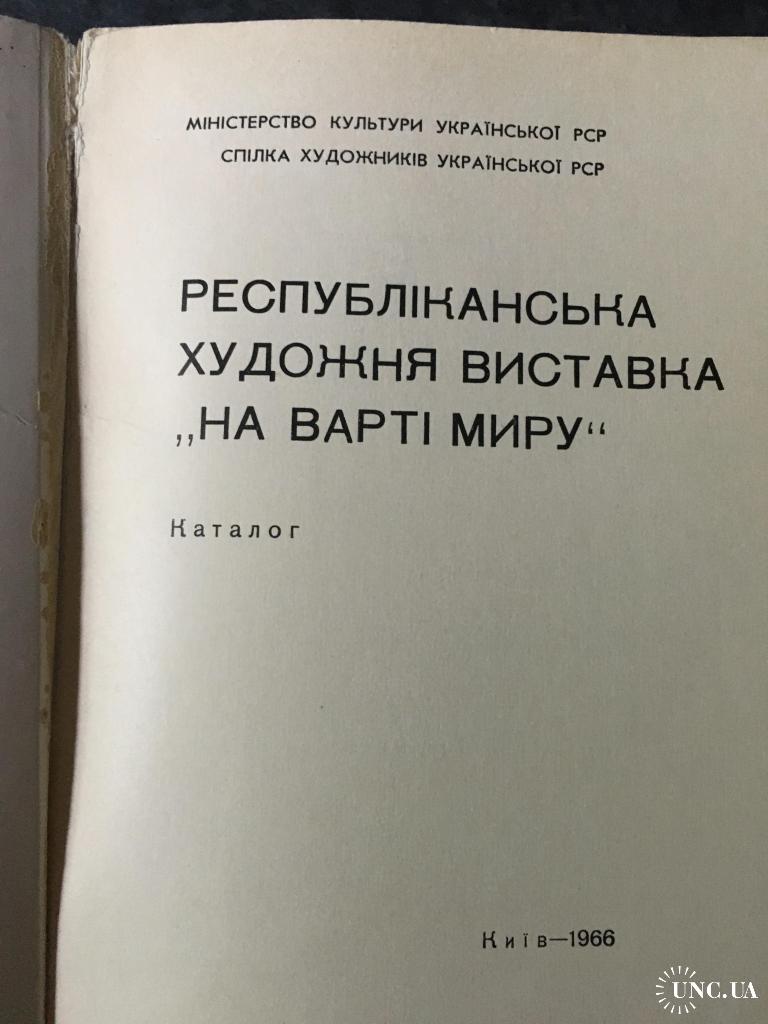 МІНІСТЕРСТВО КУЛЬТУРИ УКРАЇНСЬКОЇ РСР
СПІЛКА ХУДОЖНИКІВ УКРАЇНСЬКОЇ РСР
РЕСПУБЛІКАНСЬКА
ХУДОЖНЯ ВИСТАВКА
„НА ВАРТІ МИРУ“
Каталог
Київ—1966
UNC.UA